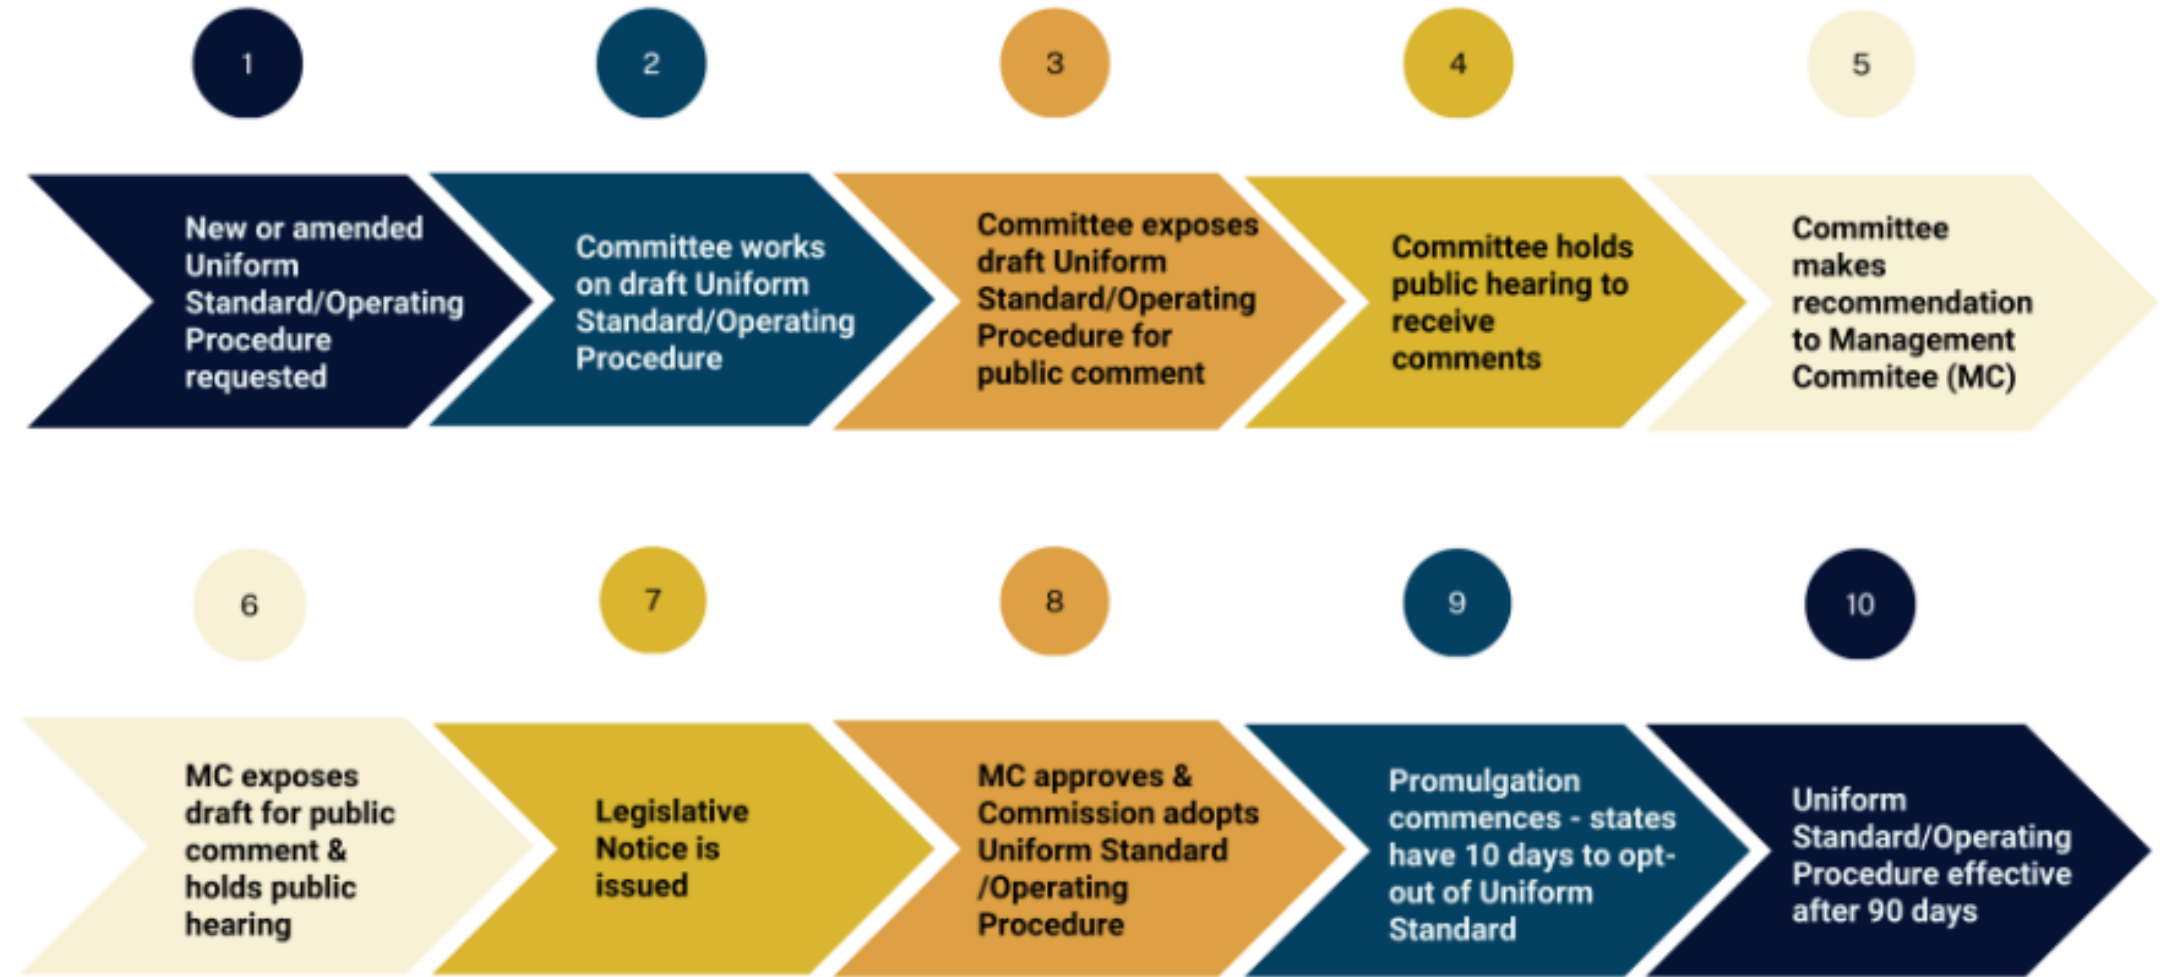 1
2
3
4
5
New or amended
Uniform
Standard/Operating
Procedure
requested
Committee works
on draft Uniform
Standard/Operating
Procedure
Committee exposes
draft Uniform
Standard/Operating
Procedure for
public comment
Committee holds
public hearing to
receive
comments
Committee
makes
recommendation
to Management
Commitee (MC)
6
7
8
9
10
MC exposes
draft for public
comment &
holds public
hearing
Legislative
Notice is
issued
MC approves &
Commission adopts
Uniform Standard
/Operating
Procedure
Promulgation
commences - states
have 10 days to opt-
out of Uniform
Standard
Uniform
Standard/Operating
Procedure effective
after 90 days